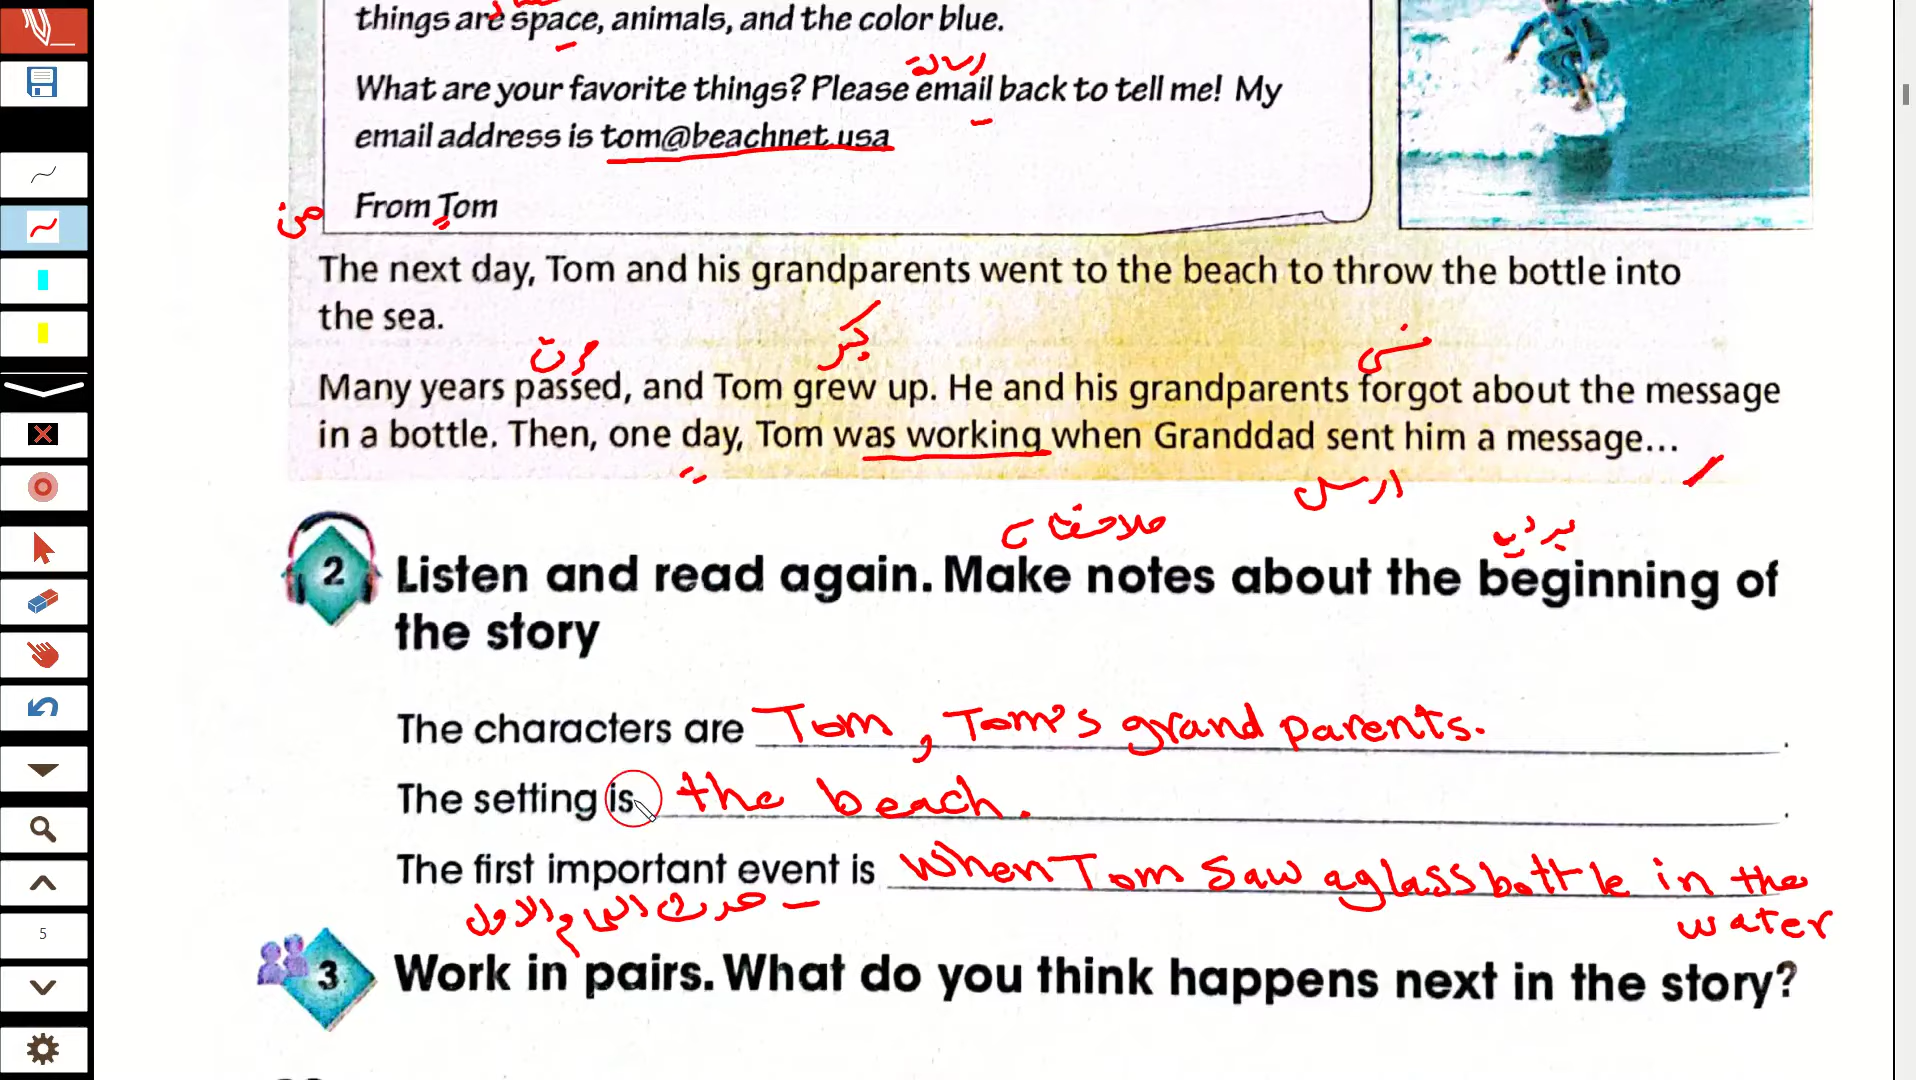 things are space, animals, and the color blue.
رسالة
What are your favorite things? Please email back to tell me! My
email address is tom@beachnet.usa
From Tom
من
The next day, Tom and his grandparents went to the beach to throw the bottle into
the sea.
مرت كبر نسى
Many years passed, and Tom grew up. He and his grandparents forgot about the message
in a bottle. Then, one day, Tom was working when Granddad sent him a message...
ارسل
ملاحظات
2 Listen and read again. Make notes about the beginning of
the story
The characters are Tom, Tom's grand parents. .
The setting is the beach. .
The first important event is when Tom Saw a glass bottle in the
water
حدث الهام الاول
3 Work in pairs. What do you think happens next in the story?
5